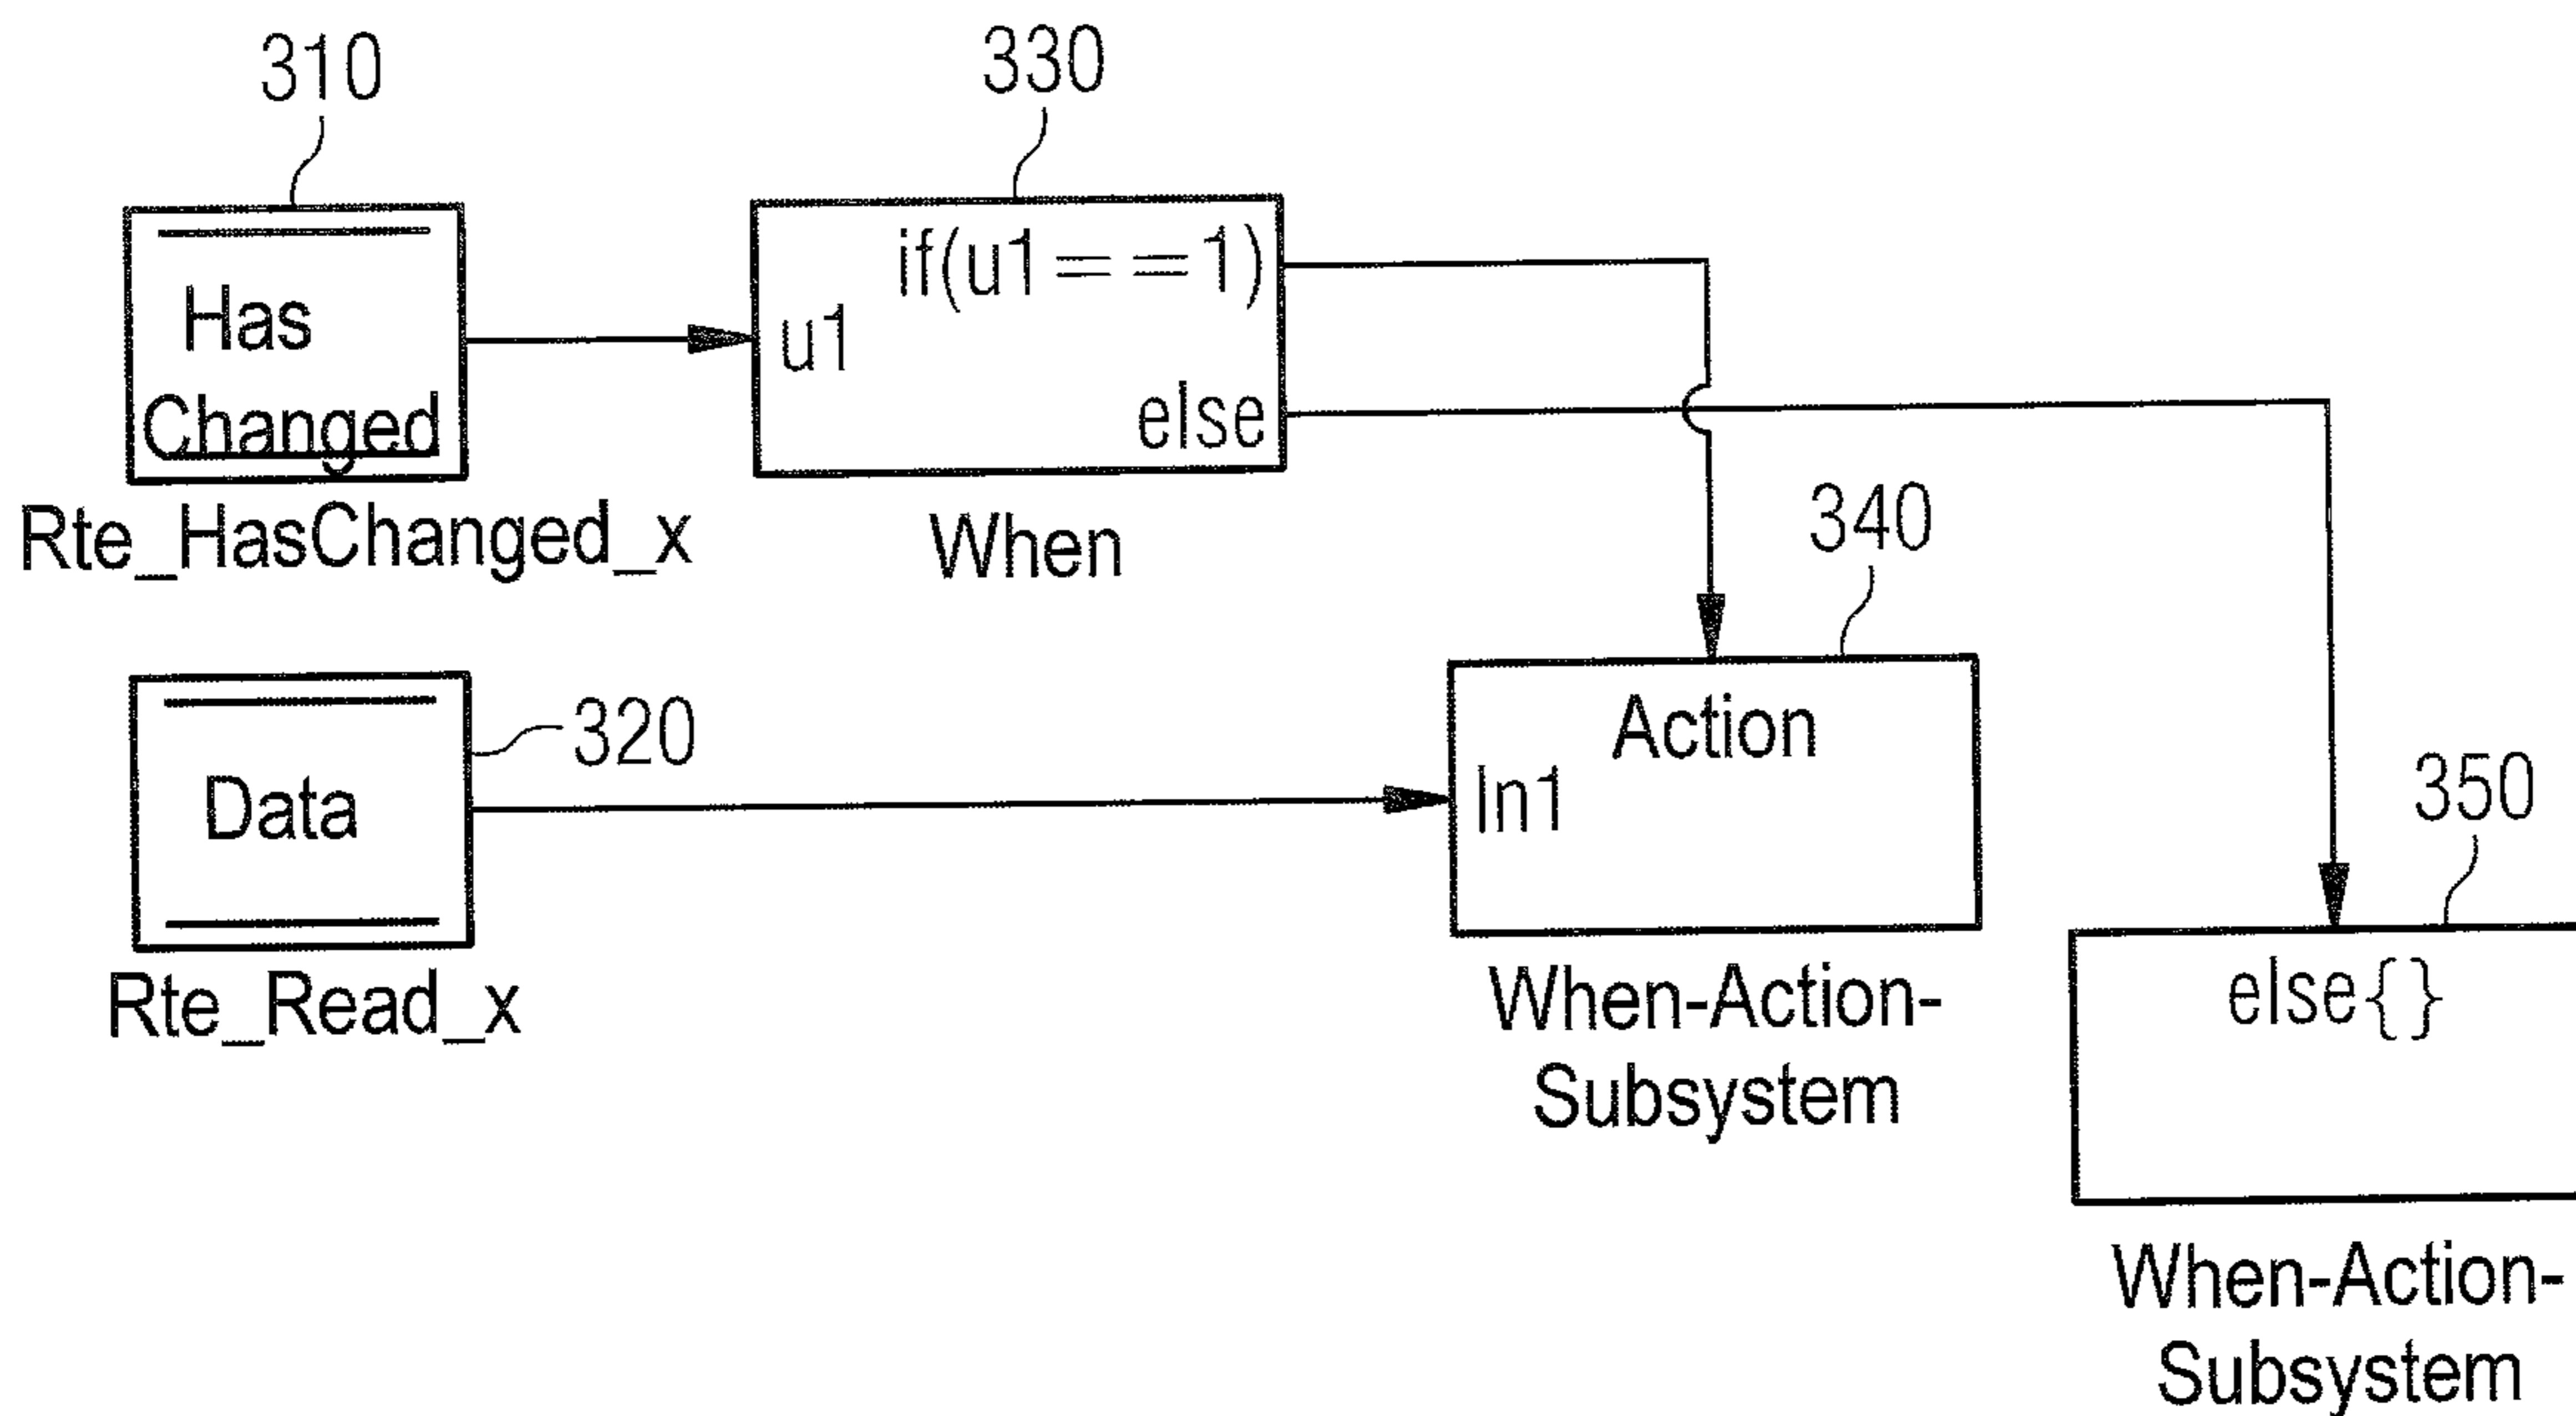 310
330
Has
Changed
Rte_HasChanged_x
if(u1==1)
u1
else
When
340
Data
320
Rte_Read_x
Action
In1
When-Action-
Subsystem
350
else{}
When-Action-
Subsystem